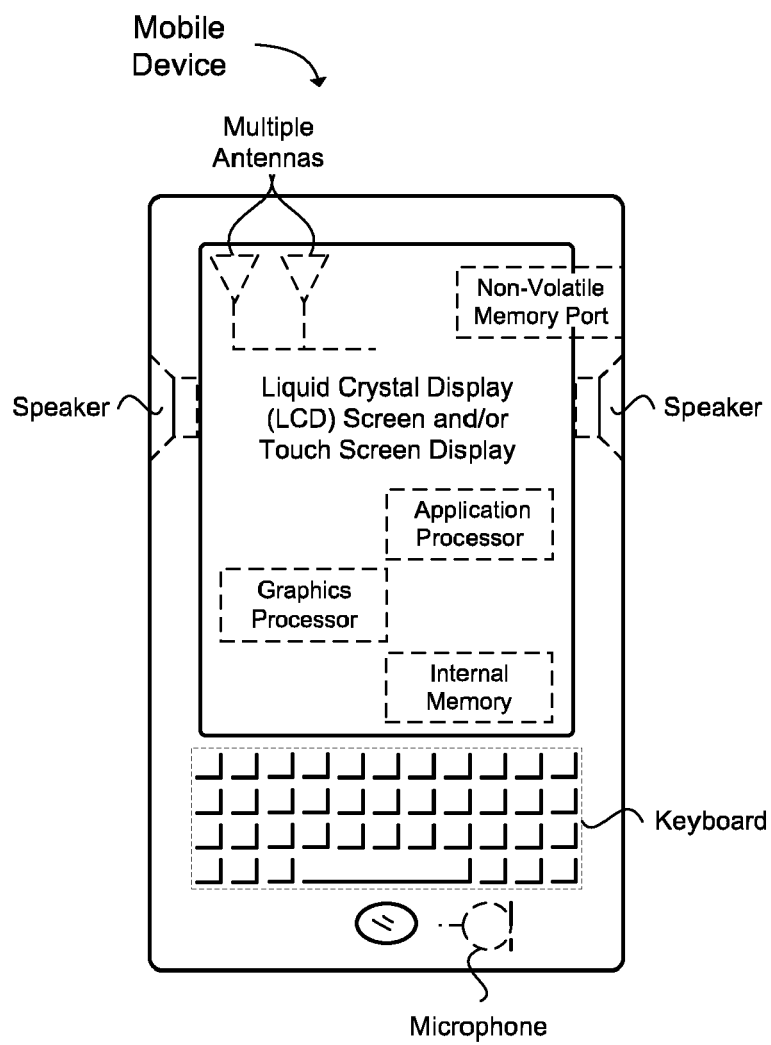 Mobile
Device
Multiple
Antennas
Non-Volatile
Memory Port
Speaker
Liquid Crystal Display
(LCD) Screen and/or
Touch Screen Display
Speaker
Application
Processor
Graphics
Processor
Internal
Memory
Keyboard
Microphone